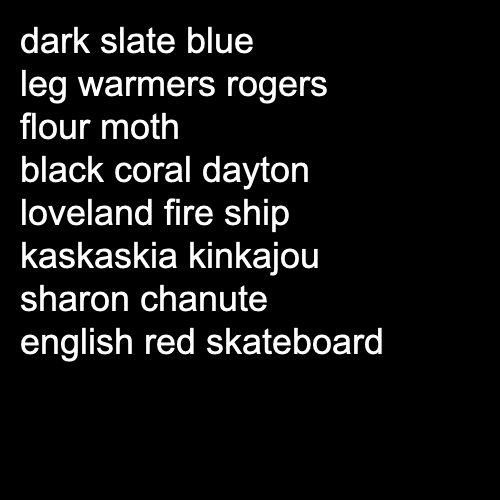 dark slate blue
leg warmers rogers
flour moth
black coral dayton
loveland fire ship
kaskaskia kinkajou
sharon chanute
english red skateboard